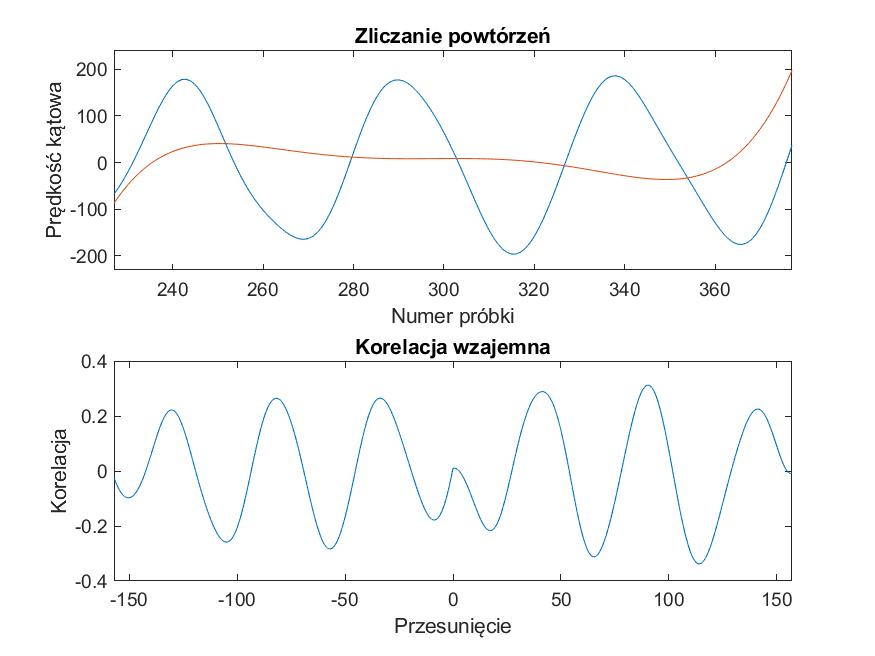 Zliczanie powtórzeń
Prędkość kątowa
200
100
0
-100
-200
240 260 280 300 320 340 360
Numer próbki
Korelacja wzajemna
Korelacja
0.4
0.2
0
-0.2
-0.4
-150 -100 -50 0 50 100 150
Przesunięcie